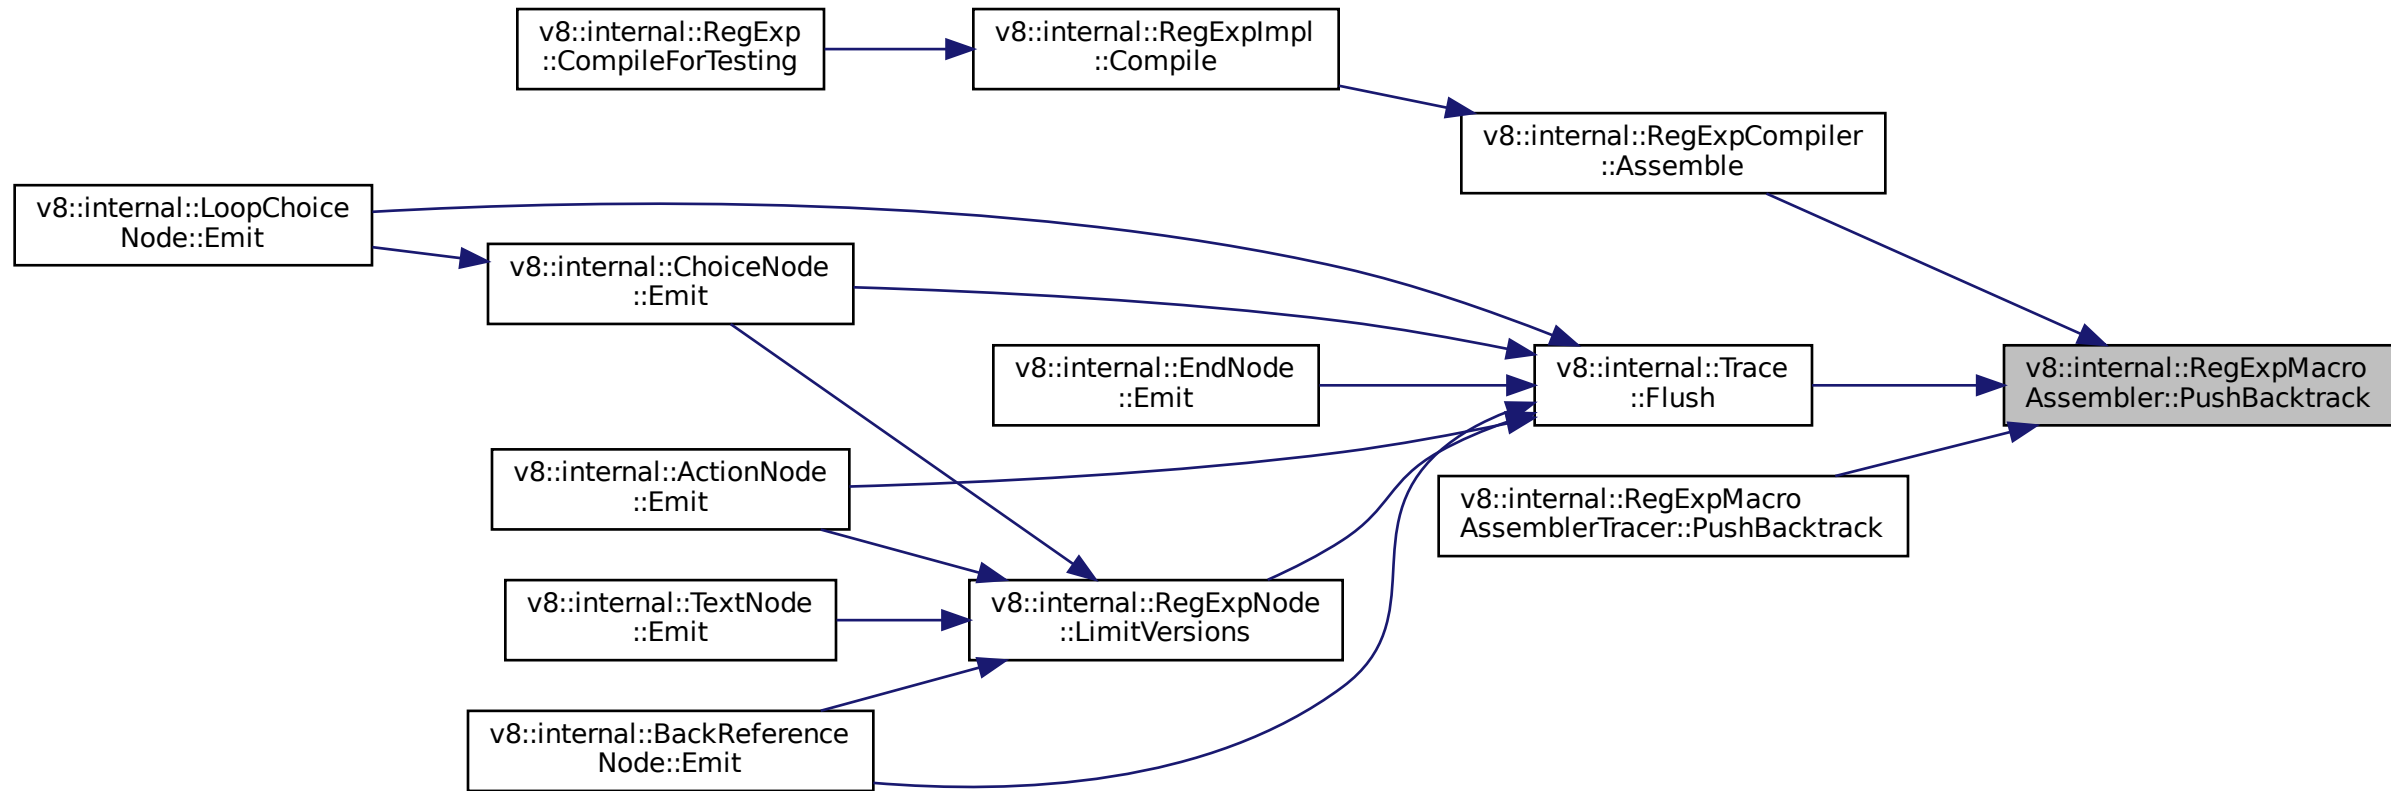 v8::internal::RegExp
::CompileForTesting
v8::internal::RegExpImpl
::Compile
v8::internal::RegExpCompiler
::Assemble
v8::internal::LoopChoice
Node::Emit
v8::internal::ChoiceNode
::Emit
v8::internal::EndNode
::Emit
v8::internal::Trace
::Flush
v8::internal::RegExpMacro
Assembler::PushBacktrack
v8::internal::ActionNode
::Emit
v8::internal::RegExpMacro
AssemblerTracer::PushBacktrack
v8::internal::TextNode
::Emit
v8::internal::RegExpNode
::LimitVersions
v8::internal::BackReference
Node::Emit